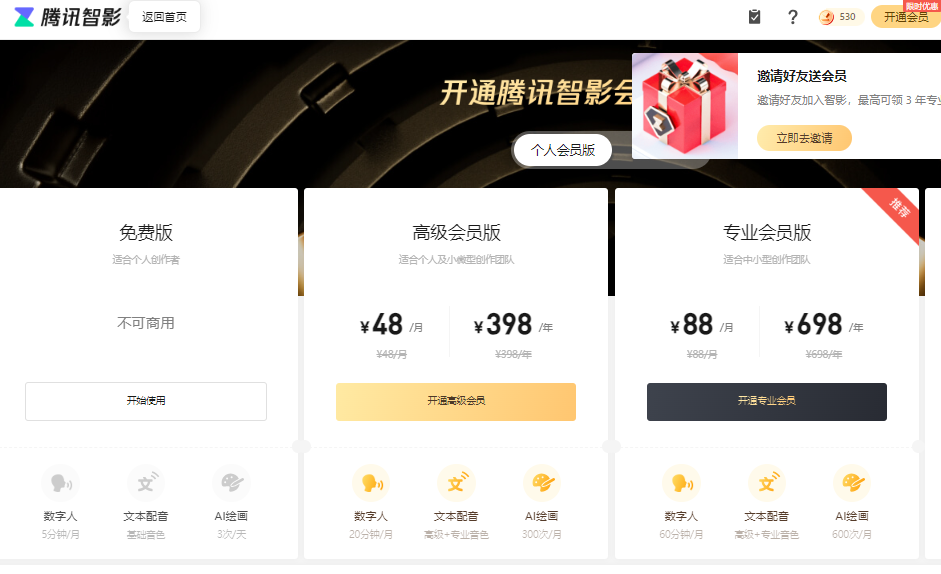 腾讯智影
返回首页
?
530
开通会员
限时优惠
开通腾讯智影会
个人会员版
邀请好友送会员
邀请好友加入智影，最高可领 3 年专业
立即去邀请
免费版
适合个人创作者
不可商用
开始使用
数字人
5分钟/月
文本配音
基础音色
AI绘画
3次/天
高级会员版
适合个人及小微型创作团队
¥48 /月
¥48/月
¥398 /年
¥398/年
开通高级会员
数字人
20分钟/月
文本配音
高级+专业音色
AI绘画
300次/月
推荐
专业会员版
适合中小型创作团队
¥88 /月
¥88/月
¥698 /年
¥698/年
开通专业会员
数字人
60分钟/月
文本配音
高级+专业音色
AI绘画
600次/月